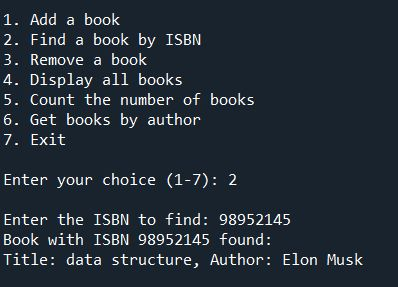 1. Add a book
2. Find a book by ISBN
3. Remove a book
4. Display all books
5. Count the number of books
6. Get books by author
7. Exit
Enter your choice (1-7): 2
Enter the ISBN to find: 98952145
Book with ISBN 98952145 found:
Title: data structure, Author: Elon Musk